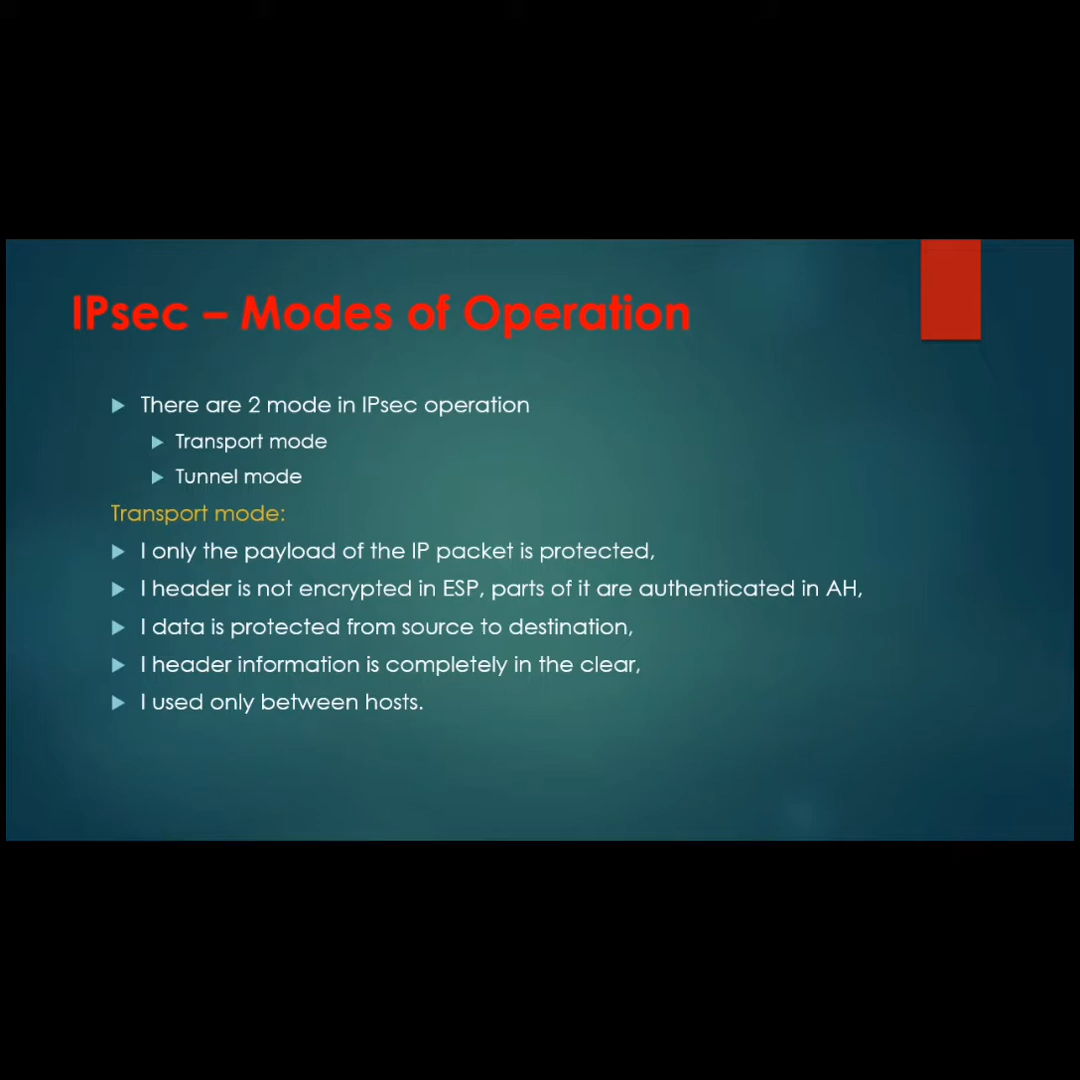 IPsec – Modes of Operation
There are 2 mode in IPsec operation
Transport mode
Tunnel mode
Transport mode:
I only the payload of the IP packet is protected,
I header is not encrypted in ESP, parts of it are authenticated in AH,
I data is protected from source to destination,
I header information is completely in the clear,
I used only between hosts.